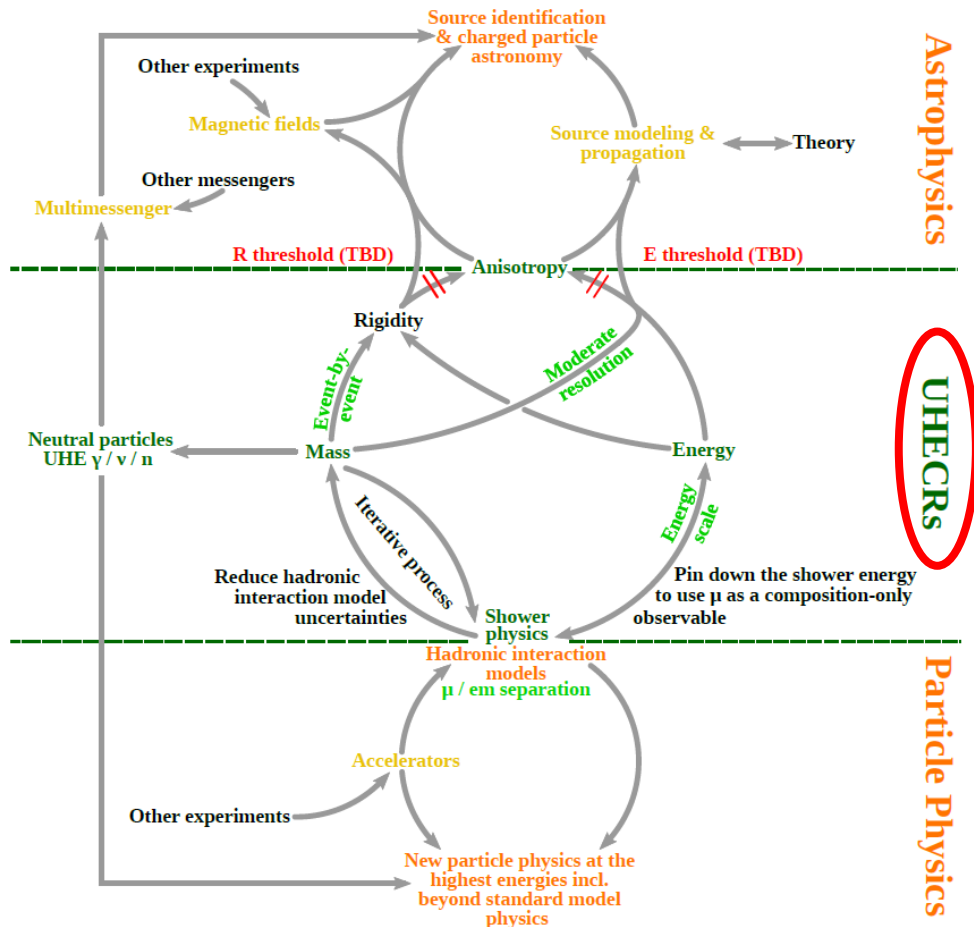 Source identification
& charged particle
astronomy
Astrophysics
Other experiments
Magnetic fields
Source modeling &
propagation
Theory
Other messengers
Multimessenger
R threshold (TBD)
E threshold (TBD)
Anisotropy
Rigidity
Moderate
resolution
Event-by-
event
UHECRs
Neutral particles
UHE γ / ν / n
Mass
Energy
Iterative process
Energy
scale
Reduce hadronic
interaction model
uncertainties
Pin down the shower energy
to use μ as a composition-only
observable
Shower
physics
Hadronic interaction
models
μ / em separation
Particle Physics
Accelerators
Other experiments
New particle physics at the
highest energies incl.
beyond standard model
physics